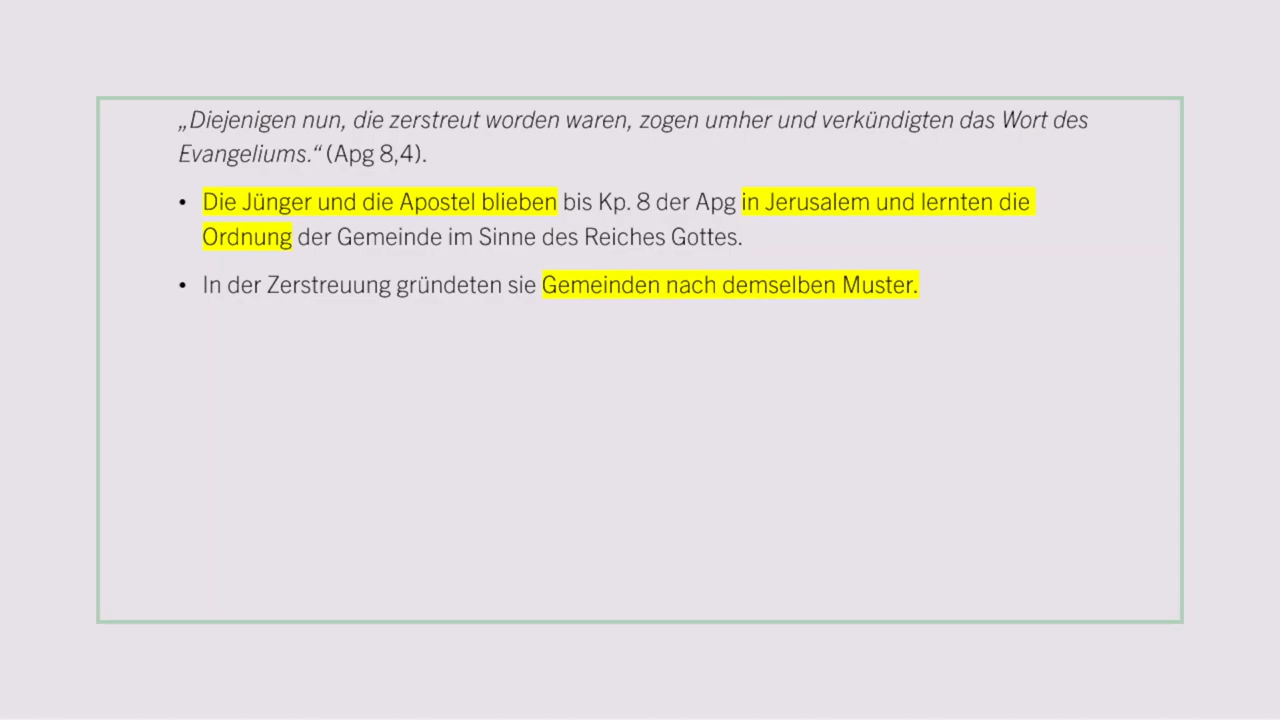 „Diejenigen nun, die zerstreut worden waren, zogen umher und verkündigten das Wort des
Evangeliums.“ (Apg 8,4).
• Die Jünger und die Apostel blieben bis Kp. 8 der Apg in Jerusalem und lernten die
Ordnung der Gemeinde im Sinne des Reiches Gottes.
• In der Zerstreuung gründeten sie Gemeinden nach demselben Muster.